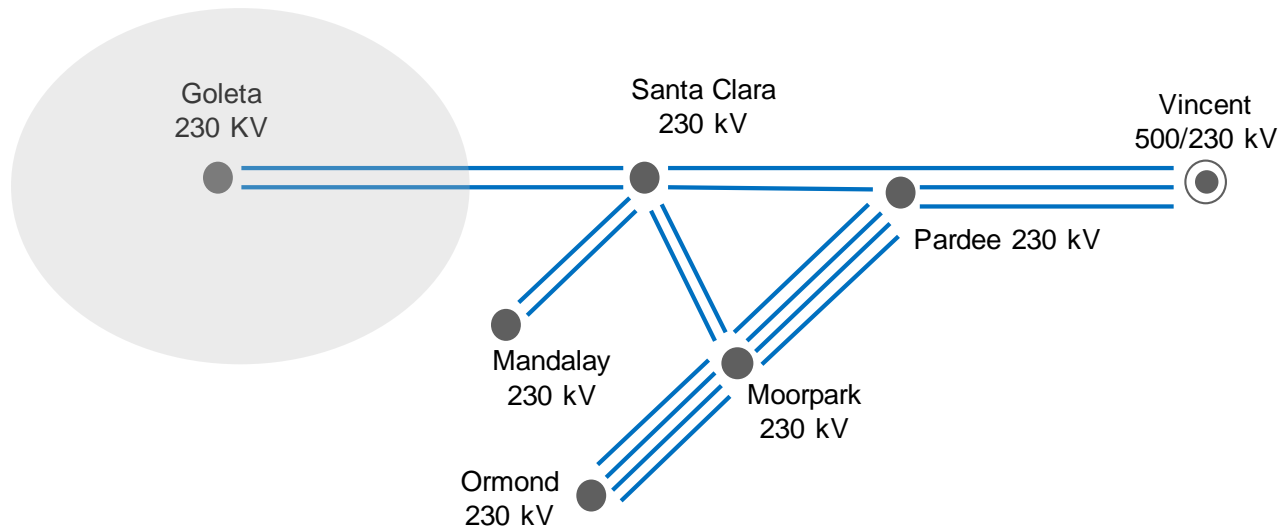 Goleta
230 KV
Santa Clara
230 kV
Vincent
500/230 kV
Pardee 230 kV
Mandalay
230 kV
Moorpark
230 kV
Ormond
230 kV